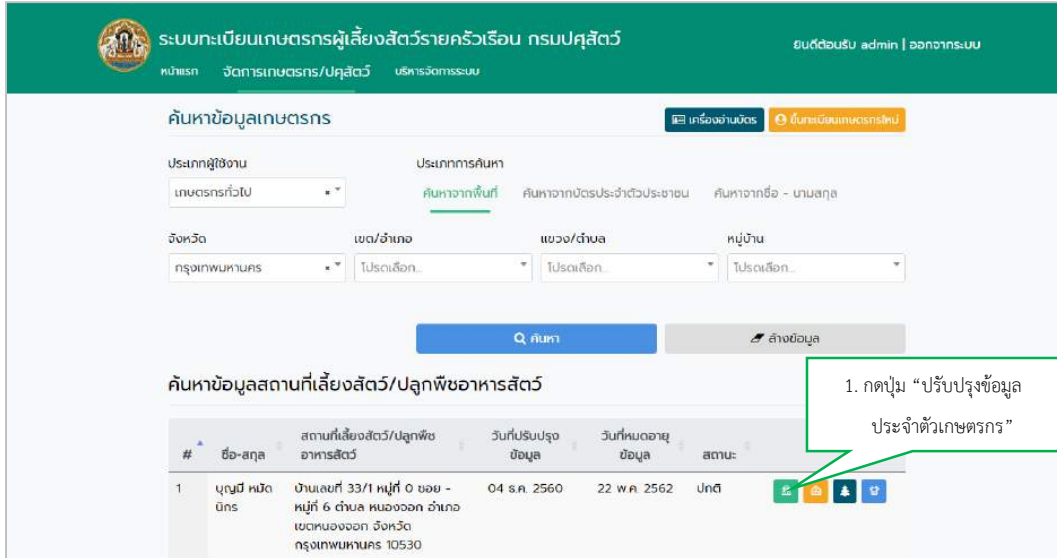 ระบบทะเบียนเกษตรกรผู้เลี้ยงสัตว์รายครัวเรือน กรมปศุสัตว์
ยินดีต้อนรับ admin | ออกจากระบบ
หน้าแรก จัดการเกษตรกร/ปศุสัตว์ บริหารจัดการระบบ
ค้นหาข้อมูลเกษตรกร
เครื่องอ่านบัตร ขึ้นทะเบียนเกษตรกรใหม่
ประเภทผู้ใช้งาน ประเภทการค้นหา
เกษตรกรทั่วไป ค้นหาจากพื้นที่ ค้นหาจากบัตรประจำตัวประชาชน ค้นหาจากชื่อ - นามสกุล
จังหวัด เขต/อำเภอ แขวง/ตำบล หมู่บ้าน
กรุงเทพมหานคร โปรดเลือก... โปรดเลือก... โปรดเลือก...
ค้นหา ล้างข้อมูล
ค้นหาข้อมูลสถานที่เลี้ยงสัตว์/ปลูกพืชอาหารสัตว์
1. กดปุ่ม “ปรับปรุงข้อมูล
ประจำตัวเกษตรกร”
# ชื่อ-สกุล สถานที่เลี้ยงสัตว์/ปลูกพืช วันที่ปรับปรุง วันที่หมดอายุ สถานะ
อาหารสัตว์ ข้อมูล ข้อมูล
1 บุญมี หมัด บ้านเลขที่ 33/1 หมู่ที่ 0 ซอย - 04 ธ.ค. 2560 22 พ.ค. 2562 ปกติ
นิกร หมู่ที่ 6 ตำบล หนองจอก อำเภอ
เขตหนองจอก จังหวัด
กรุงเทพมหานคร 10530